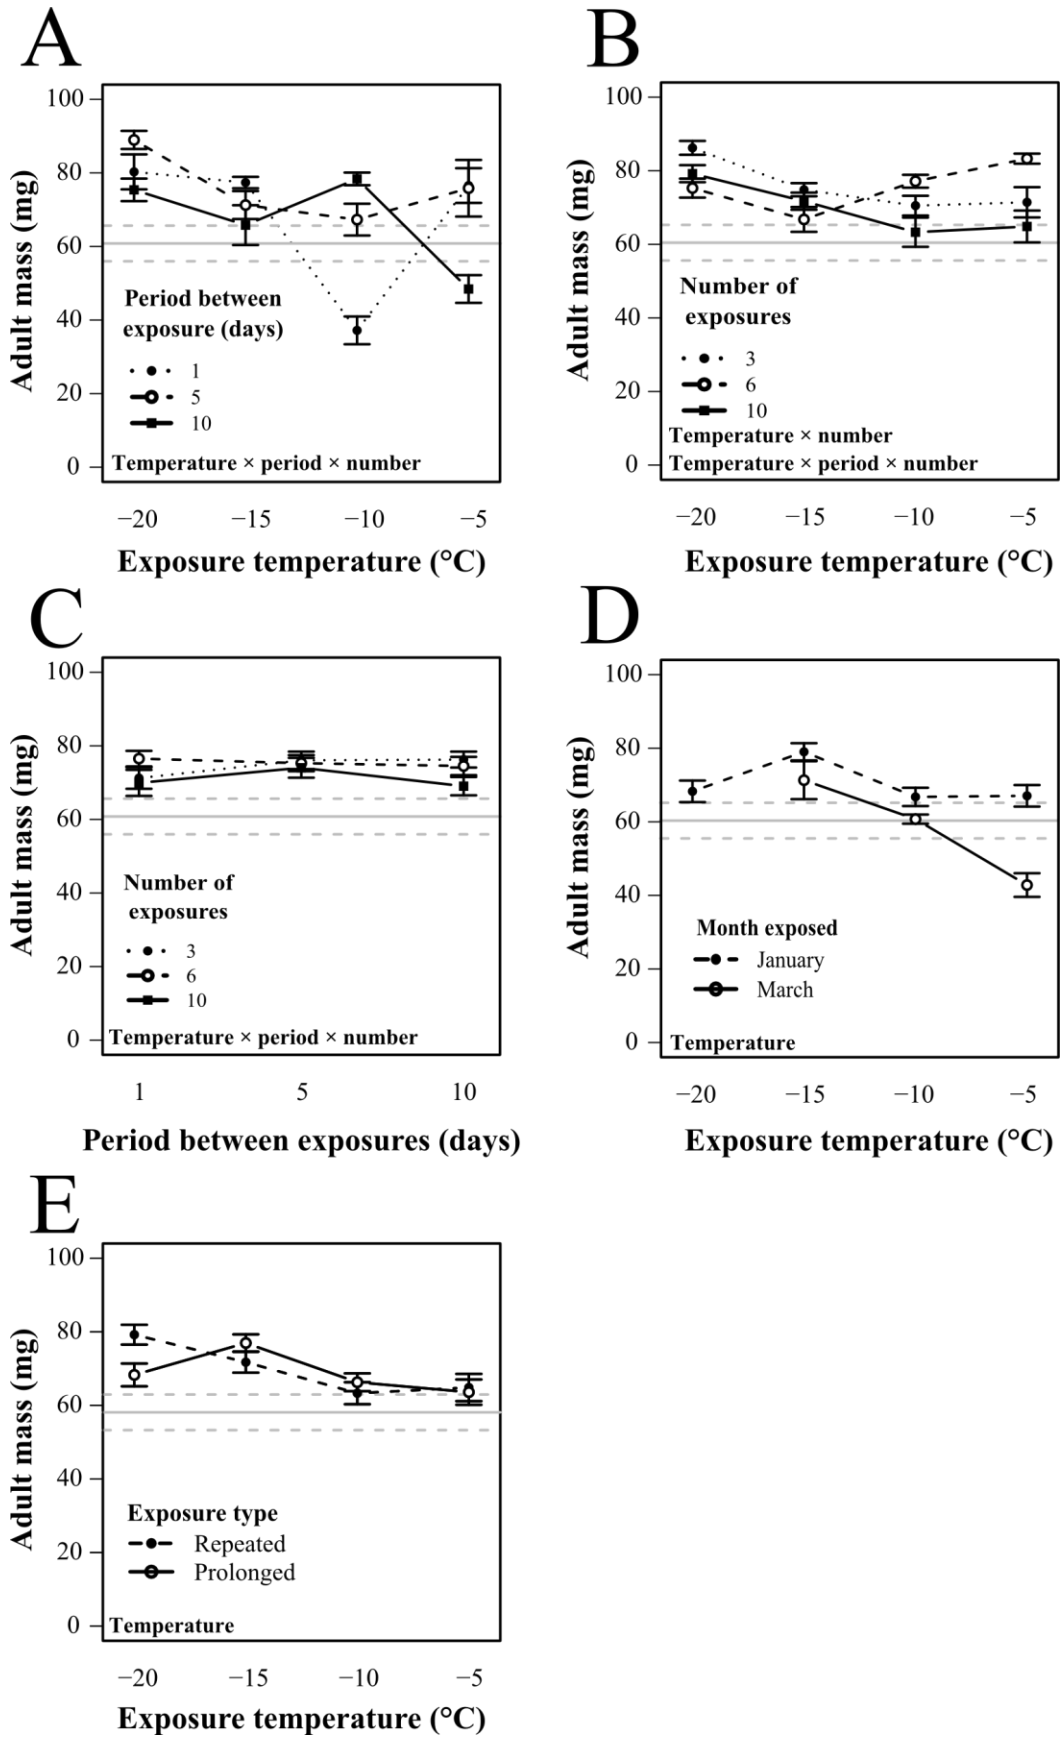 A
Adult mass (mg)
100
80
60
40
20
0
Period between
exposure (days)
1
5
10
Temperature × period × number
−20
−15
−10
−5
Exposure temperature (°C)
B
Adult mass (mg)
100
80
60
40
20
0
Number of
exposures
3
6
10
Temperature × number
Temperature × period × number
−20
−15
−10
−5
Exposure temperature (°C)
C
Adult mass (mg)
100
80
60
40
20
0
Number of
exposures
3
6
10
Temperature × period × number
1
5
10
Period between exposures (days)
D
Adult mass (mg)
100
80
60
40
20
0
Month exposed
January
March
Temperature
−20
−15
−10
−5
Exposure temperature (°C)
E
Adult mass (mg)
100
80
60
40
20
0
Exposure type
Repeated
Prolonged
Temperature
−20
−15
−10
−5
Exposure temperature (°C)